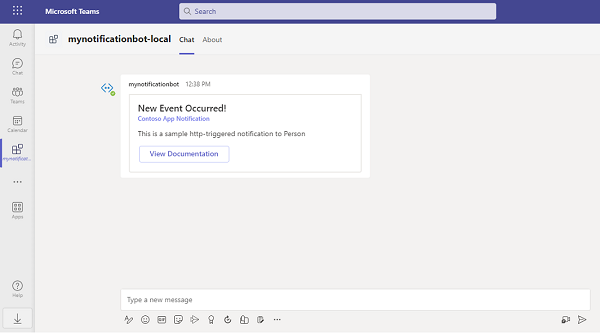 Microsoft Teams
Search
Activity
Chat
Teams
Calendar
mynotificat...
Apps
Help
mynotificationbot-local
Chat
About
mynotificationbot
12:38 PM
New Event Occurred!
Contoso App Notification
This is a sample http-triggered notification to Person
View Documentation
Type a new message